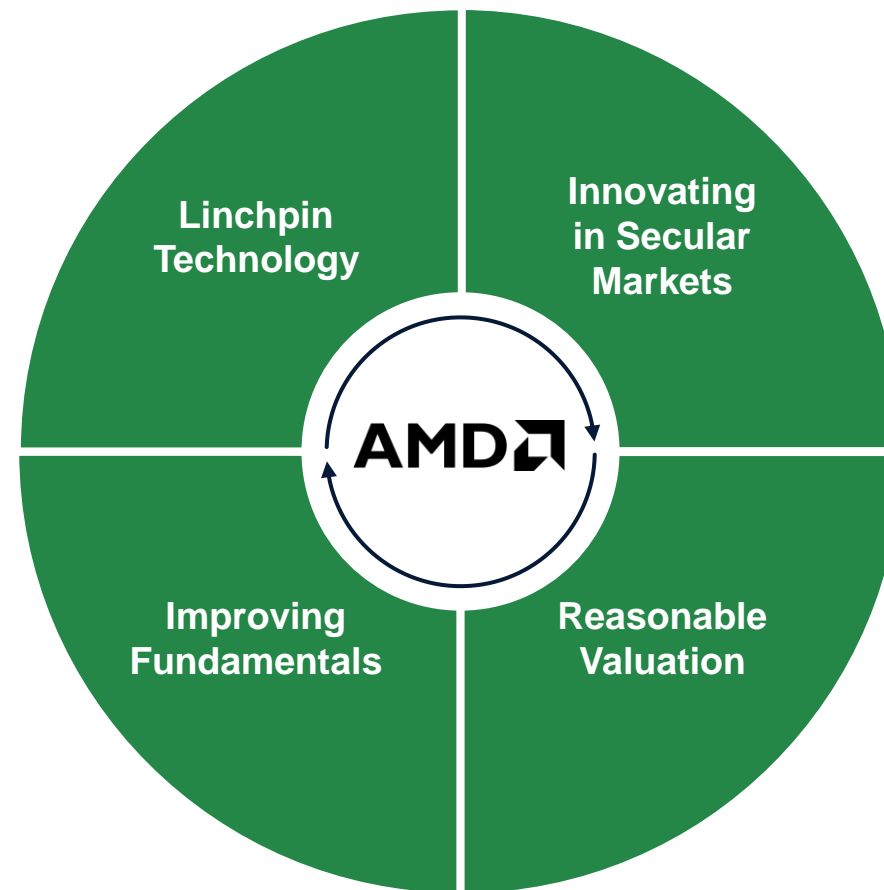 Linchpin
Technology
Innovating
in Secular
Markets
AMD
Improving
Fundamentals
Reasonable
Valuation